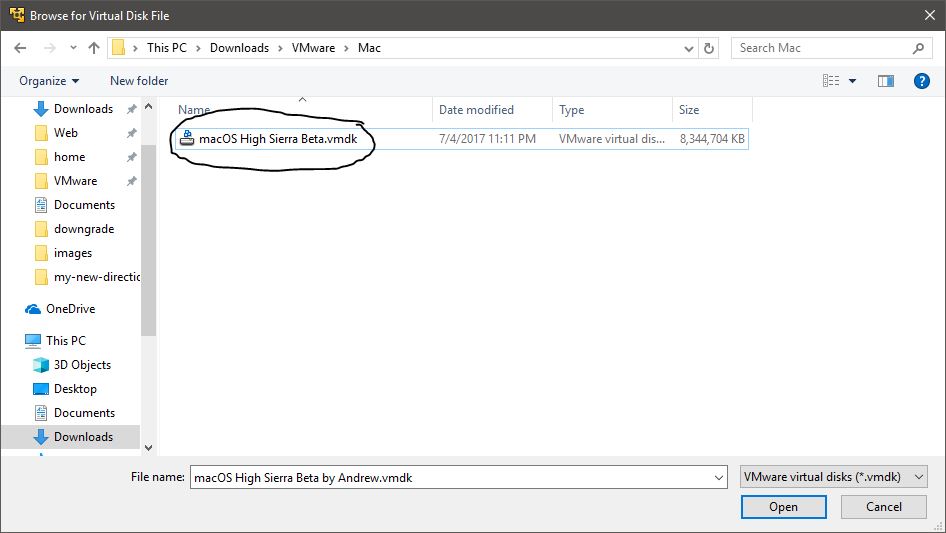 Browse for Virtual Disk File
This PC > Downloads > VMware > Mac
Search Mac
Organize
New folder
Downloads
Web
home
VMware
Documents
downgrade
images
my-new-directic
OneDrive
This PC
3D Objects
Desktop
Documents
Downloads
Name Date modified Type Size
macOS High Sierra Beta.vmdk 7/4/2017 11:11 PM VMware virtual dis... 8,344,704 KB
File name: macOS High Sierra Beta by Andrew.vmdk VMware virtual disks (*.vmdk)
Open Cancel